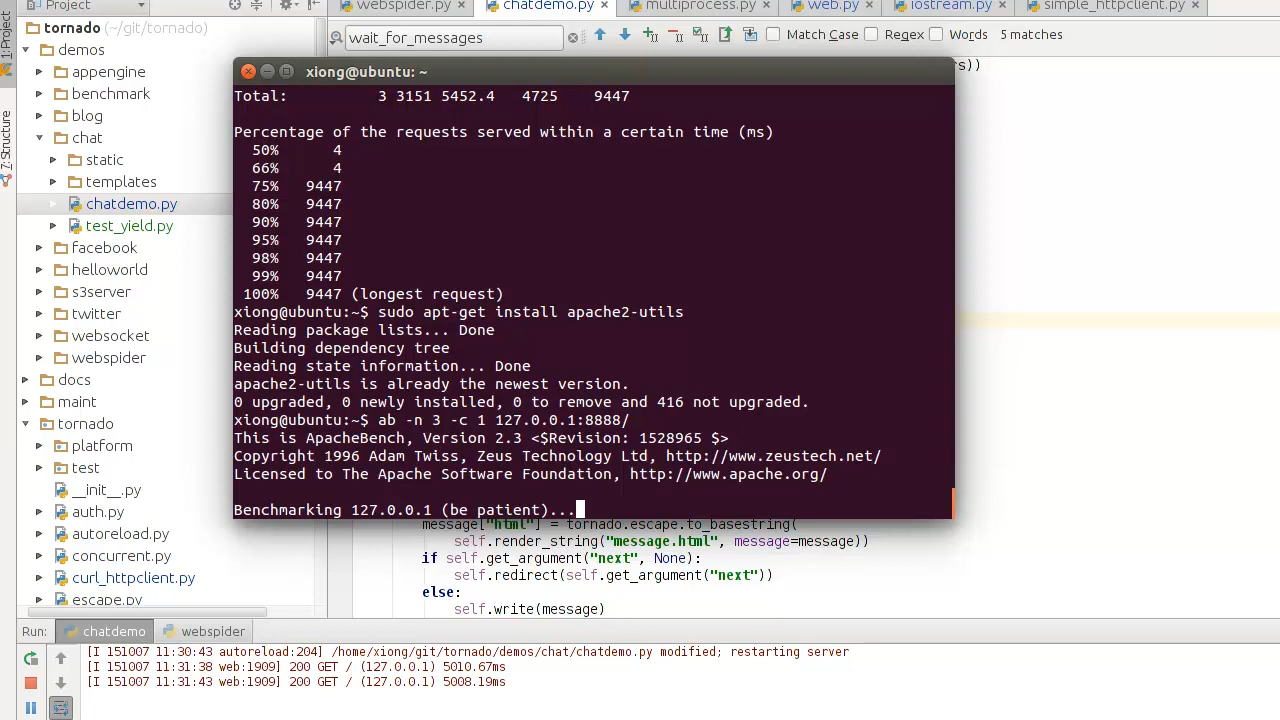 Project
webspider.py
chatdemo.py
multiprocess.py
web.py
iostream.py
simple_httpclient.py
1: Project
7: Structure
tornado (~/git/tornado)
demos
appengine
benchmark
blog
chat
static
templates
chatdemo.py
test_yield.py
facebook
helloworld
s3server
twitter
websocket
webspider
docs
maint
tornado
platform
test
__init__.py
auth.py
autoreload.py
concurrent.py
curl_httpclient.py
escape.py
wait_for_messages
Match Case
Regex
Words
5 matches
s))
xiong@ubuntu: ~
Total: 3 3151 5452.4 4725 9447
Percentage of the requests served within a certain time (ms)
50% 4
66% 4
75% 9447
80% 9447
90% 9447
95% 9447
98% 9447
99% 9447
100% 9447 (longest request)
xiong@ubuntu:~$ sudo apt-get install apache2-utils
Reading package lists... Done
Building dependency tree
Reading state information... Done
apache2-utils is already the newest version.
0 upgraded, 0 newly installed, 0 to remove and 416 not upgraded.
xiong@ubuntu:~$ ab -n 3 -c 1 127.0.0.1:8888/
This is ApacheBench, Version 2.3 <$Revision: 1528965 $>
Copyright 1996 Adam Twiss, Zeus Technology Ltd, http://www.zeustech.net/
Licensed to The Apache Software Foundation, http://www.apache.org/
Benchmarking 127.0.0.1 (be patient)...
message["html"] = tornado.escape.to_basestring(
self.render_string("message.html", message=message))
if self.get_argument("next", None):
self.redirect(self.get_argument("next"))
else:
self.write(message)
Run:
chatdemo
webspider
[I 151007 11:30:43 autoreload:204] /home/xiong/git/tornado/demos/chat/chatdemo.py modified; restarting server
[I 151007 11:31:38 web:1909] 200 GET / (127.0.0.1) 5010.67ms
[I 151007 11:31:43 web:1909] 200 GET / (127.0.0.1) 5008.19ms